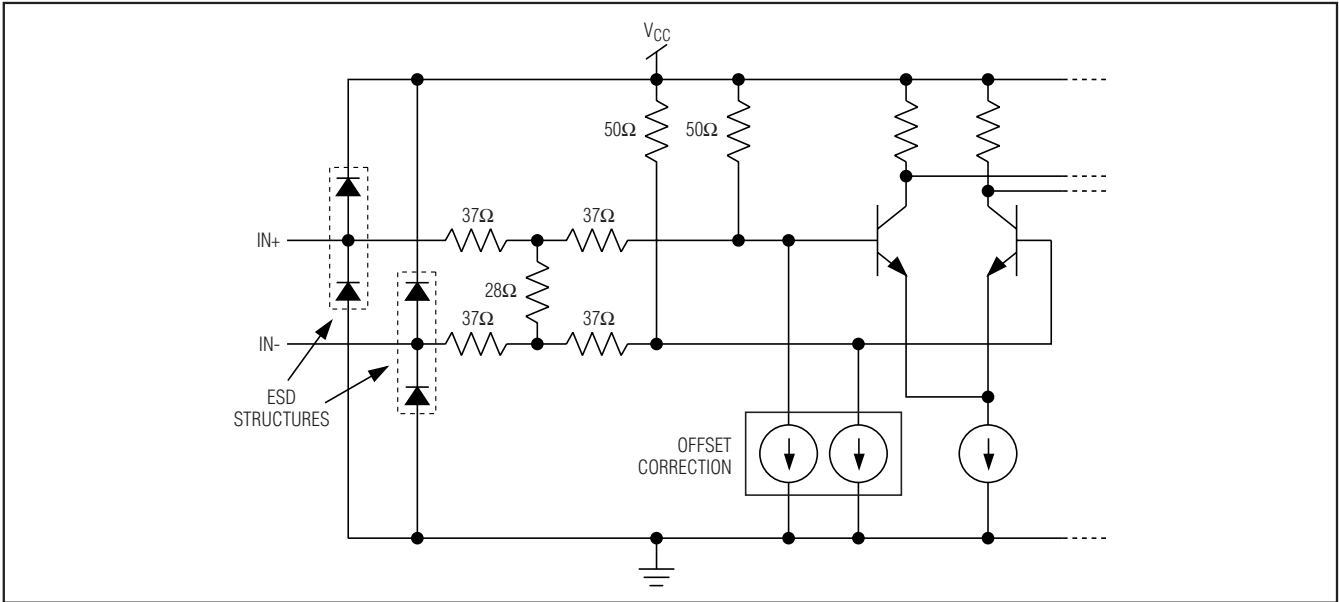 VCC
50Ω 50Ω
37Ω 37Ω
IN+
28Ω
37Ω 37Ω
IN-
ESD
STRUCTURES
OFFSET
CORRECTION